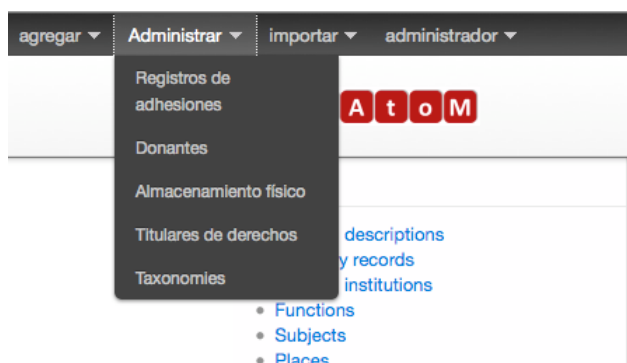 agregar Administrar importar administrador
Registros de
adhesiones
Donantes
Almacenamiento físico
Titulares de derechos
Taxonomies
AtoM
descriptions
records
institutions
Functions
Subjects
Places